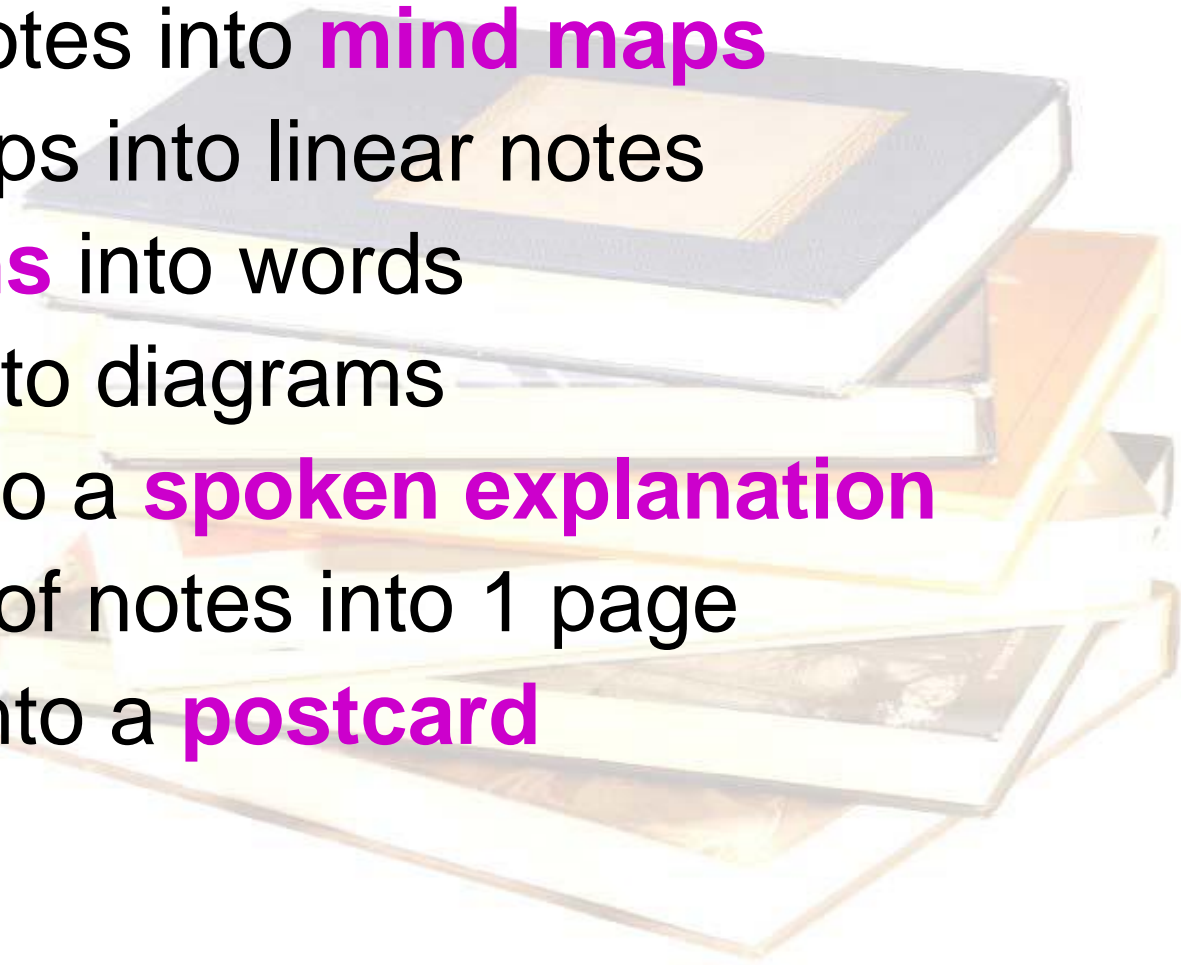 otes into mind maps
ps into linear notes
ns into words
to diagrams
o a spoken explanation
of notes into 1 page
nto a postcard